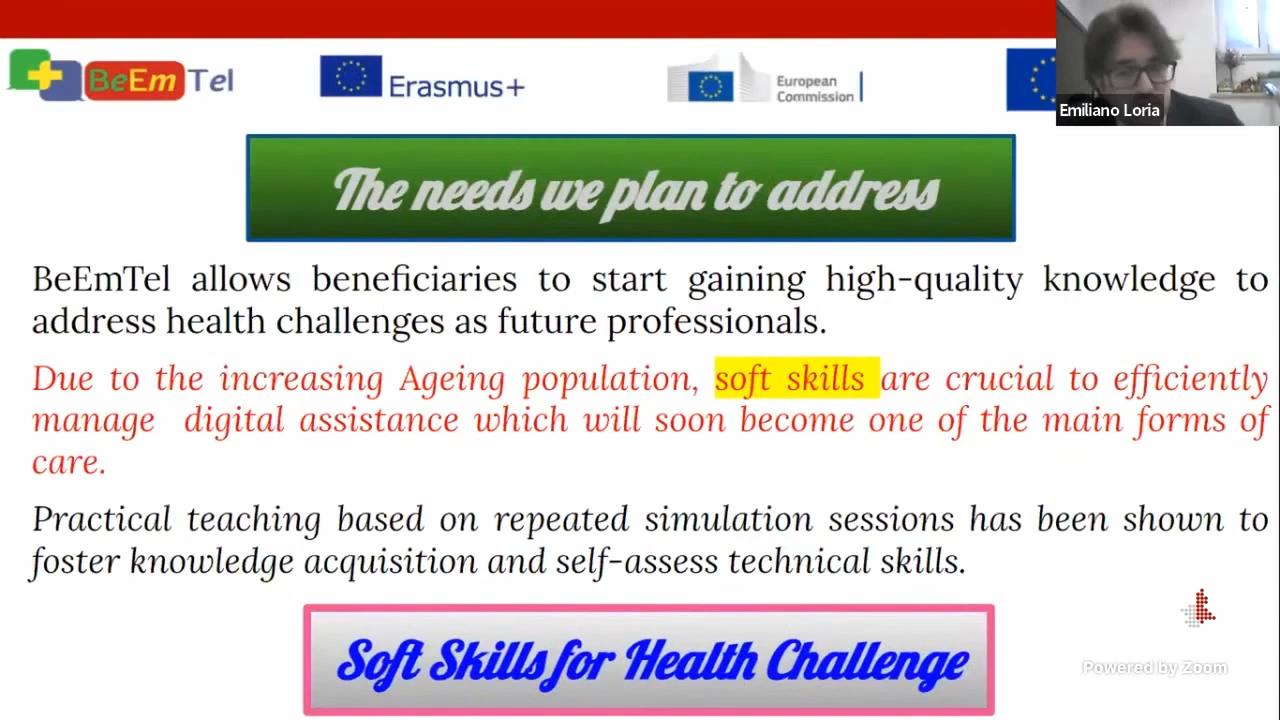 BeEmTel
Erasmus+
European
Commission
Emiliano Loria
The needs we plan to address
BeEmTel allows beneficiaries to start gaining high-quality knowledge to
address health challenges as future professionals.
Due to the increasing Ageing population, soft skills are crucial to efficiently
manage digital assistance which will soon become one of the main forms of
care.
Practical teaching based on repeated simulation sessions has been shown to
foster knowledge acquisition and self-assess technical skills.
Soft Skills for Health Challenge
Powered by Zoom